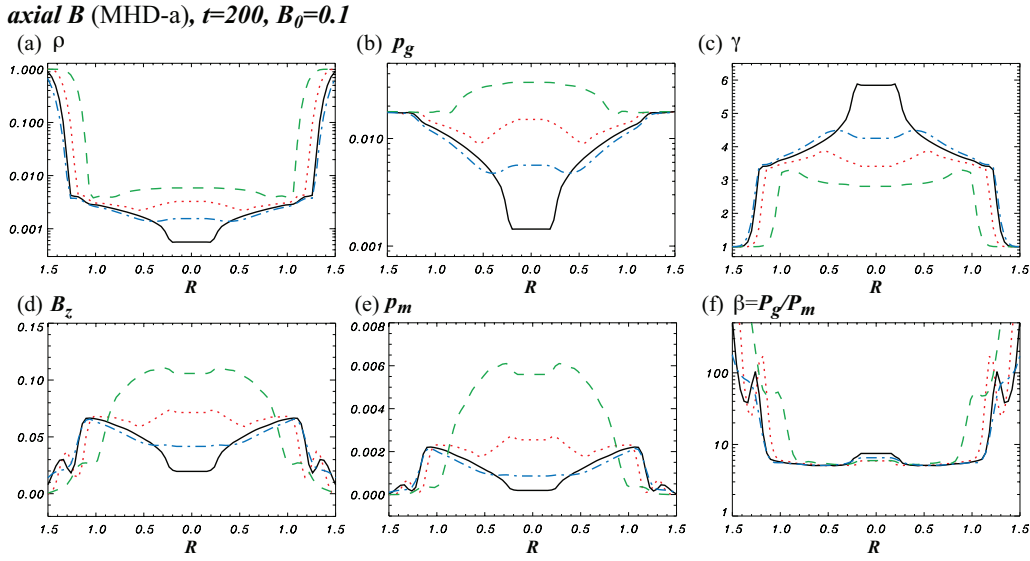 axial B (MHD-a), t=200, B₀=0.1
(a) ρ
(b) p_g
(c) γ
1.000
0.100
0.010
0.001
1.5 1.0 0.5 0.0 0.5 1.0 1.5
R
0.010
0.001
1.5 1.0 0.5 0.0 0.5 1.0 1.5
R
6
5
4
3
2
1
1.5 1.0 0.5 0.0 0.5 1.0 1.5
R
(d) B_z
(e) p_m
(f) β=P_g/P_m
0.15
0.10
0.05
0.00
1.5 1.0 0.5 0.0 0.5 1.0 1.5
R
0.008
0.006
0.004
0.002
0.000
1.5 1.0 0.5 0.0 0.5 1.0 1.5
R
100
10
1
1.5 1.0 0.5 0.0 0.5 1.0 1.5
R